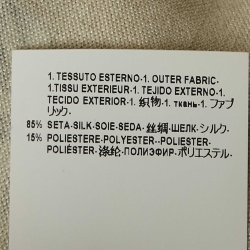 1. TESSUTO ESTERNO-1. OUTER FABRIC-
1.TISSU EXTERIEUR-1. TEJIDO EXTERNO-1.
TECIDO EXTERIOR-1. 織物-1. ткань-1. ファブ
リック-
85% SETA-SILK-SOIE-SEDA-丝绸-ШЕЛК-シルク-
15% POLIESTERE-POLYESTER--POLIESTER-
POLIÉSTER-涤纶-ПОЛИЭФИР-ポリエステル-